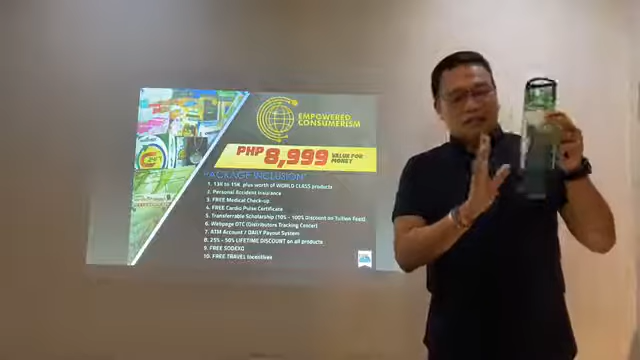 EMPOWERED
CONSUMERISM
PHP 8,999 VALUE FOR
MONEY
PACKAGE INCLUSION
1. 13K to 15K plus worth of WORLD CLASS products
2. Personal Accident Insurance
3. FREE Medical Check-up
4. FREE Cardio Pulse Certificate
5. Transferrable Scholarship (10% - 100% Discount on Tuition Fees)
6. Webpage DTC (Distributors Tracking Center)
7. ATM Account / DAILY Payout System
8. 25% - 50% LIFETIME DISCOUNT on all products
9. FREE SODEXO
10. FREE TRAVEL Incentives